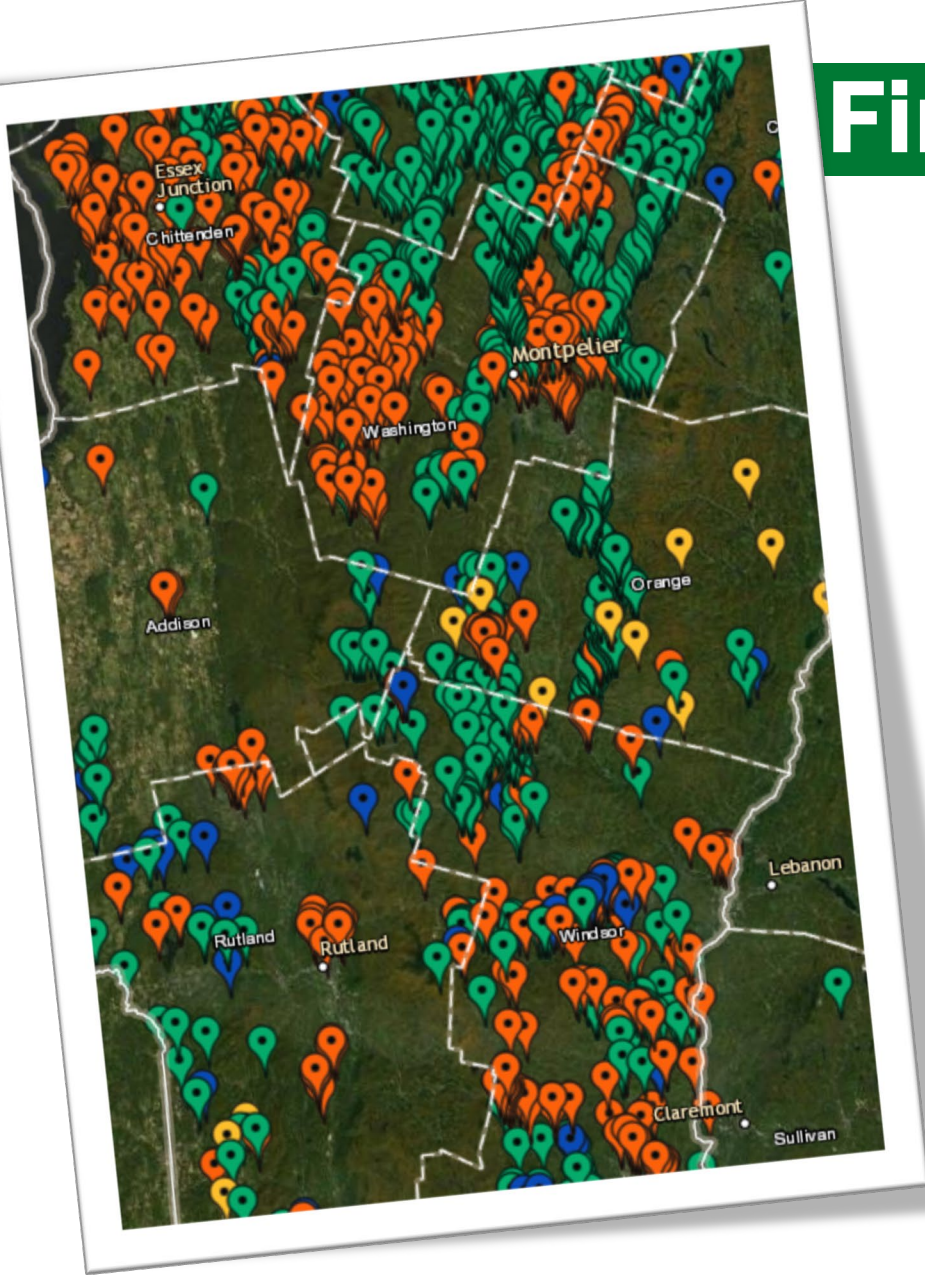 Fi
C
Essex
Junction
Chittenden
Montpelier
Washington
Orange
Addison
Lebanon
Windsor
Rutland
Rutland
Claremont
Sullivan